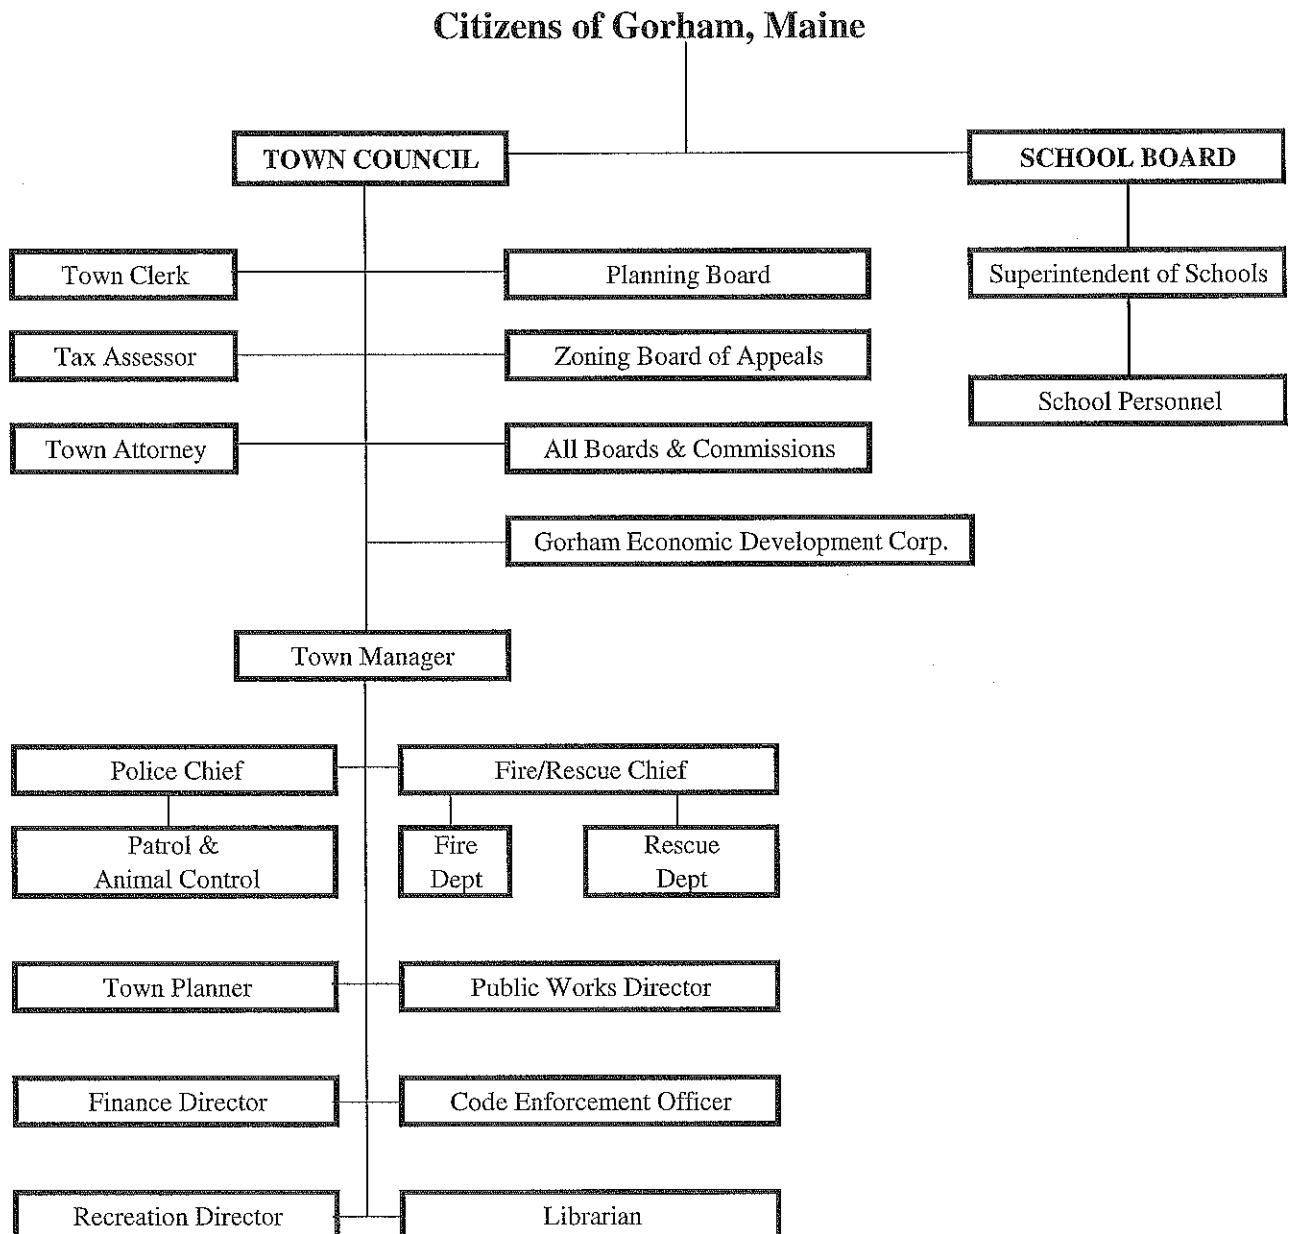 Citizens of Gorham, Maine
TOWN COUNCIL
SCHOOL BOARD
Town Clerk
Planning Board
Superintendent of Schools
Tax Assessor
Zoning Board of Appeals
School Personnel
Town Attorney
All Boards & Commissions
Gorham Economic Development Corp.
Town Manager
Police Chief
Fire/Rescue Chief
Patrol &
Animal Control
Fire
Dept
Rescue
Dept
Town Planner
Public Works Director
Finance Director
Code Enforcement Officer
Recreation Director
Librarian